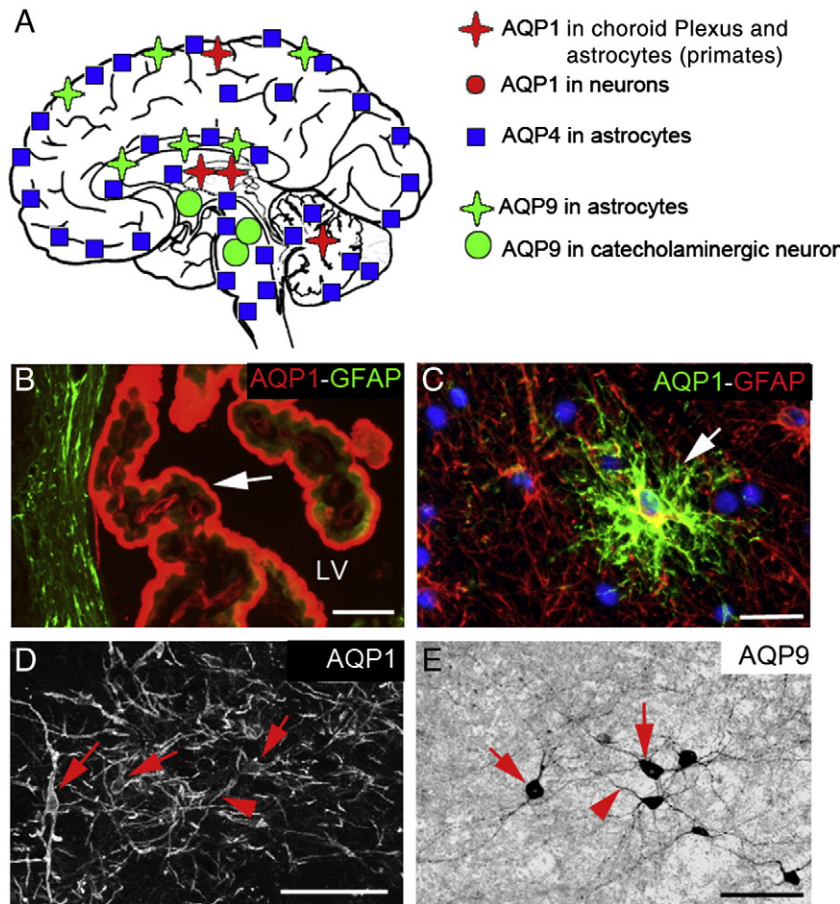 A
AQP1 in choroid Plexus and
astrocytes (primates)
AQP1 in neurons
AQP4 in astrocytes
AQP9 in astrocytes
AQP9 in catecholaminergic neuron
B
AQP1-GFAP
LV
C
AQP1-GFAP
D
AQP1
E
AQP9